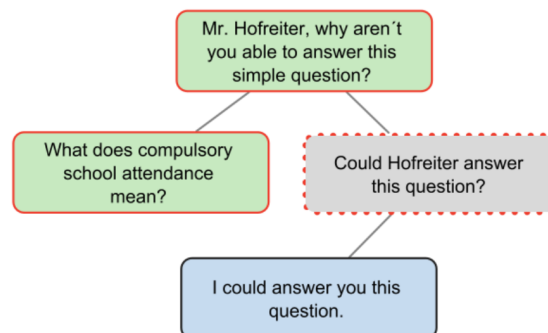 Mr. Hofreiter, why aren´t
you able to answer this
simple question?
What does compulsory
school attendance
mean?
Could Hofreiter answer
this question?
I could answer you this
question.